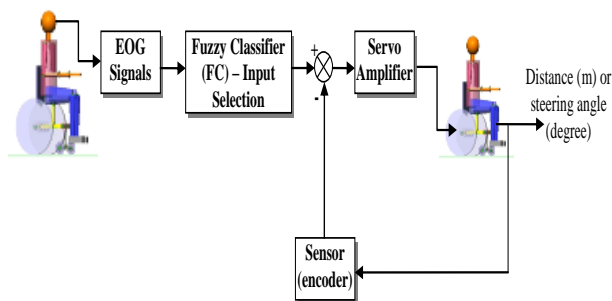 EOG
Signals
Fuzzy Classifier
(FC) – Input
Selection
+
-
Servo
Amplifier
Distance (m) or
steering angle
(degree)
Sensor
(encoder)